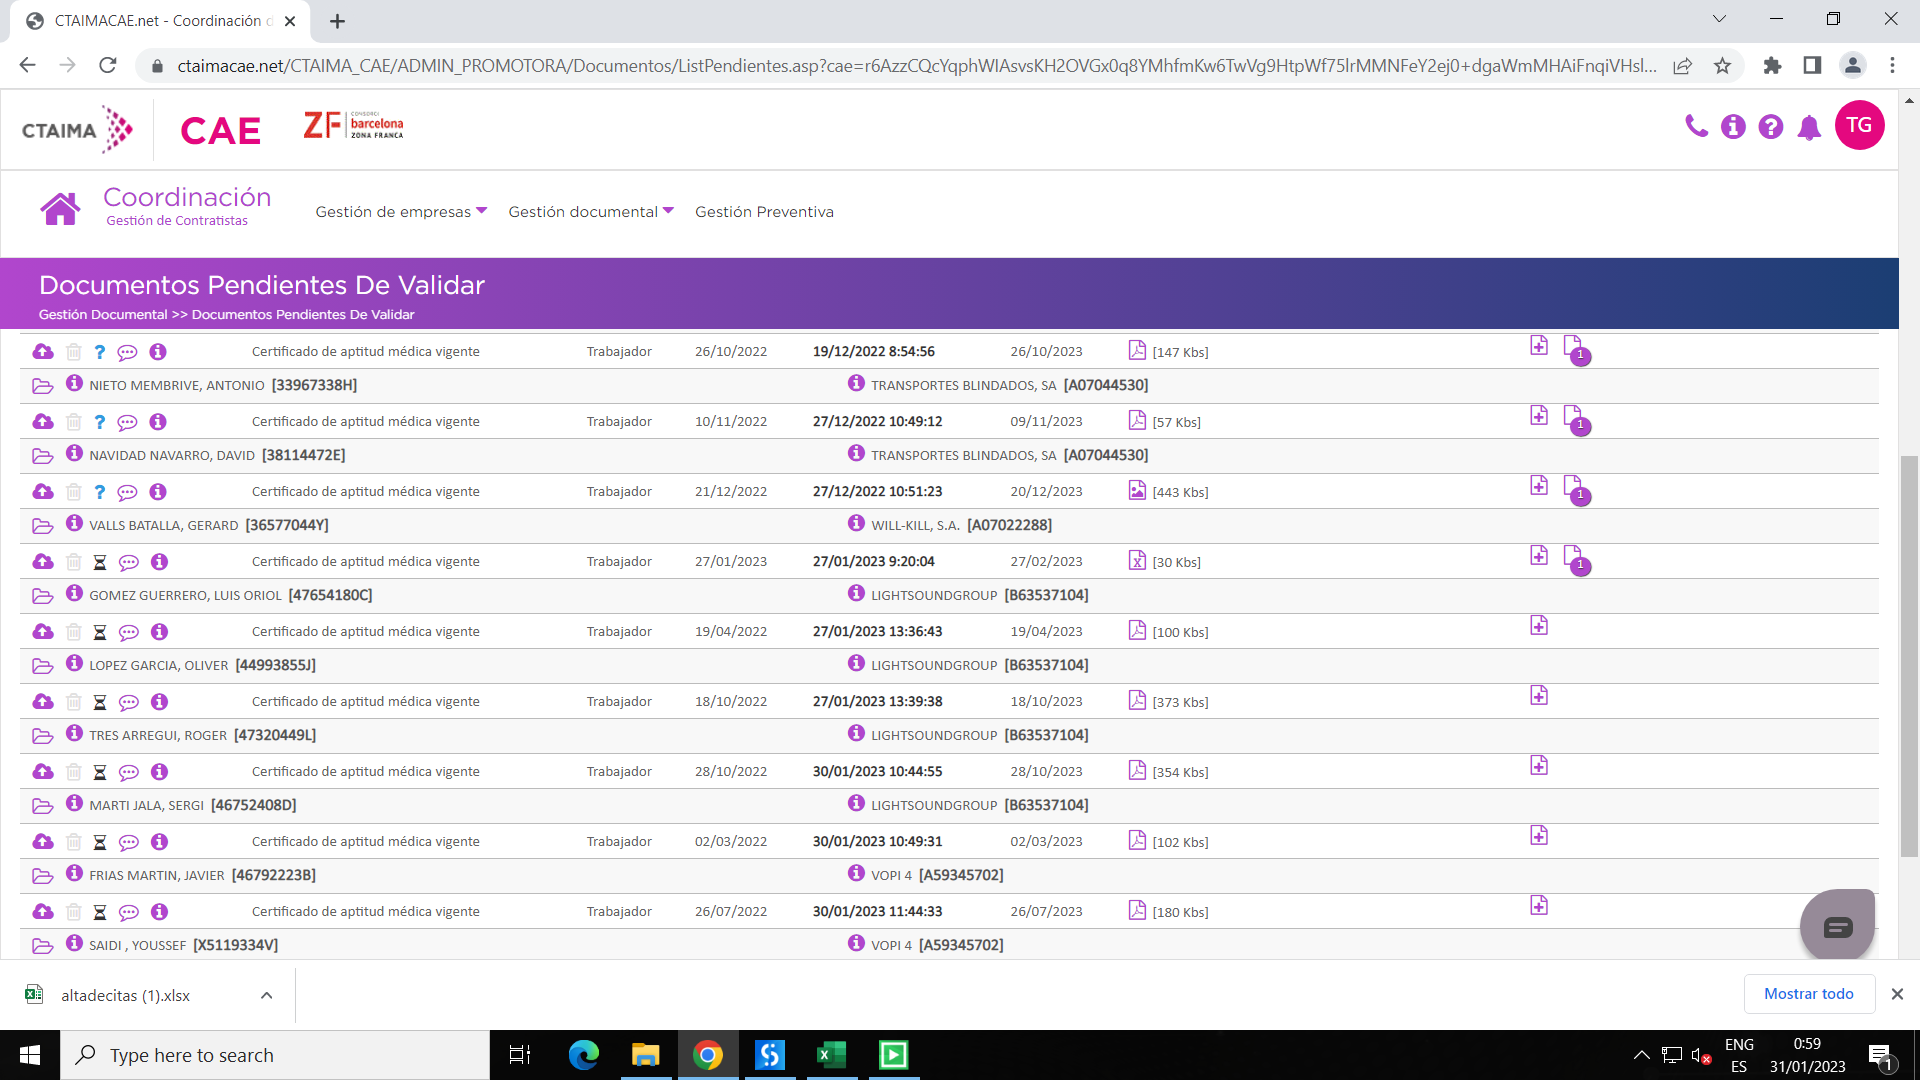 CTAIMACAE.net - Coordinación d
ctaimacae.net/CTAIMA_CAE/ADMIN_PROMOTORA/Documentos/ListPendientes.asp?cae=r6AzzCQcYqphWIAsvsKH2OVGx0q8YMhfmKw6TwVg9HtpWf75lrMMNFeY2ej0+dgaWmMHAiFnqiVHsl...
CTAIMA CAE ZF CONSORCI barcelona ZONA FRANCA TG
Coordinación
Gestión de Contratistas
Gestión de empresas Gestión documental Gestión Preventiva
Documentos Pendientes De Validar
Gestión Documental >> Documentos Pendientes De Validar
? Certificado de aptitud médica vigente Trabajador 26/10/2022 19/12/2022 8:54:56 26/10/2023 [147 Kbs] 1
NIETO MEMBRIVE, ANTONIO [33967338H] TRANSPORTES BLINDADOS, SA [A07044530]
? Certificado de aptitud médica vigente Trabajador 10/11/2022 27/12/2022 10:49:12 09/11/2023 [57 Kbs] 1
NAVIDAD NAVARRO, DAVID [38114472E] TRANSPORTES BLINDADOS, SA [A07044530]
? Certificado de aptitud médica vigente Trabajador 21/12/2022 27/12/2022 10:51:23 20/12/2023 [443 Kbs] 1
VALLS BATALLA, GERARD [36577044Y] WILL-KILL, S.A. [A07022288]
Certificado de aptitud médica vigente Trabajador 27/01/2023 27/01/2023 9:20:04 27/02/2023 [30 Kbs] 1
GOMEZ GUERRERO, LUIS ORIOL [47654180C] LIGHTSOUNDGROUP [B63537104]
Certificado de aptitud médica vigente Trabajador 19/04/2022 27/01/2023 13:36:43 19/04/2023 [100 Kbs]
LOPEZ GARCIA, OLIVER [44993855J] LIGHTSOUNDGROUP [B63537104]
Certificado de aptitud médica vigente Trabajador 18/10/2022 27/01/2023 13:39:38 18/10/2023 [373 Kbs]
TRES ARREGUI, ROGER [47320449L] LIGHTSOUNDGROUP [B63537104]
Certificado de aptitud médica vigente Trabajador 28/10/2022 30/01/2023 10:44:55 28/10/2023 [354 Kbs]
MARTI JALA, SERGI [46752408D] LIGHTSOUNDGROUP [B63537104]
Certificado de aptitud médica vigente Trabajador 02/03/2022 30/01/2023 10:49:31 02/03/2023 [102 Kbs]
FRIAS MARTIN, JAVIER [46792223B] VOPI 4 [A59345702]
Certificado de aptitud médica vigente Trabajador 26/07/2022 30/01/2023 11:44:33 26/07/2023 [180 Kbs]
SAIDI , YOUSSEF [X5119334V] VOPI 4 [A59345702]
altadecitas (1).xlsx Mostrar todo
Type here to search
ENG 0:59
ES 31/01/2023 1